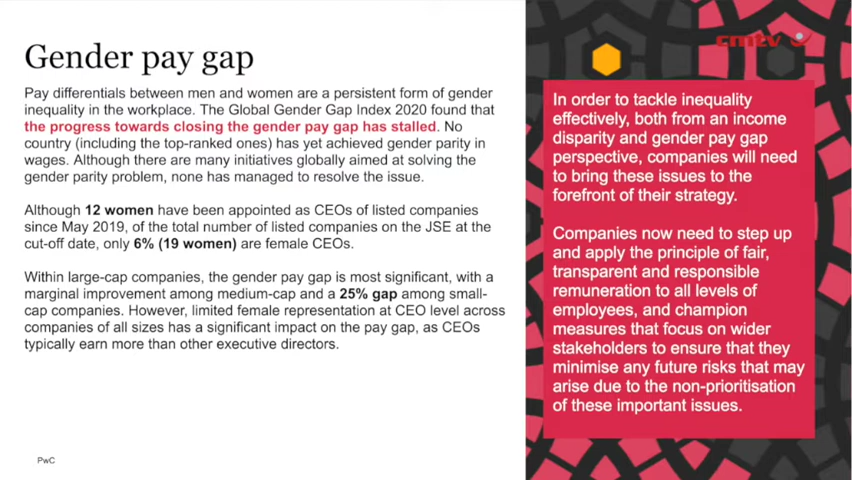 Gender pay gap
Pay differentials between men and women are a persistent form of gender
inequality in the workplace. The Global Gender Gap Index 2020 found that
the progress towards closing the gender pay gap has stalled. No
country (including the top-ranked ones) has yet achieved gender parity in
wages. Although there are many initiatives globally aimed at solving the
gender parity problem, none has managed to resolve the issue.
Although 12 women have been appointed as CEOs of listed companies
since May 2019, of the total number of listed companies on the JSE at the
cut-off date, only 6% (19 women) are female CEOs.
Within large-cap companies, the gender pay gap is most significant, with a
marginal improvement among medium-cap and a 25% gap among small-
cap companies. However, limited female representation at CEO level across
companies of all sizes has a significant impact on the pay gap, as CEOs
typically earn more than other executive directors.
PwC
cmtv
In order to tackle inequality
effectively, both from an income
disparity and gender pay gap
perspective, companies will need
to bring these issues to the
forefront of their strategy.
Companies now need to step up
and apply the principle of fair,
transparent and responsible
remuneration to all levels of
employees, and champion
measures that focus on wider
stakeholders to ensure that they
minimise any future risks that may
arise due to the non-prioritisation
of these important issues.